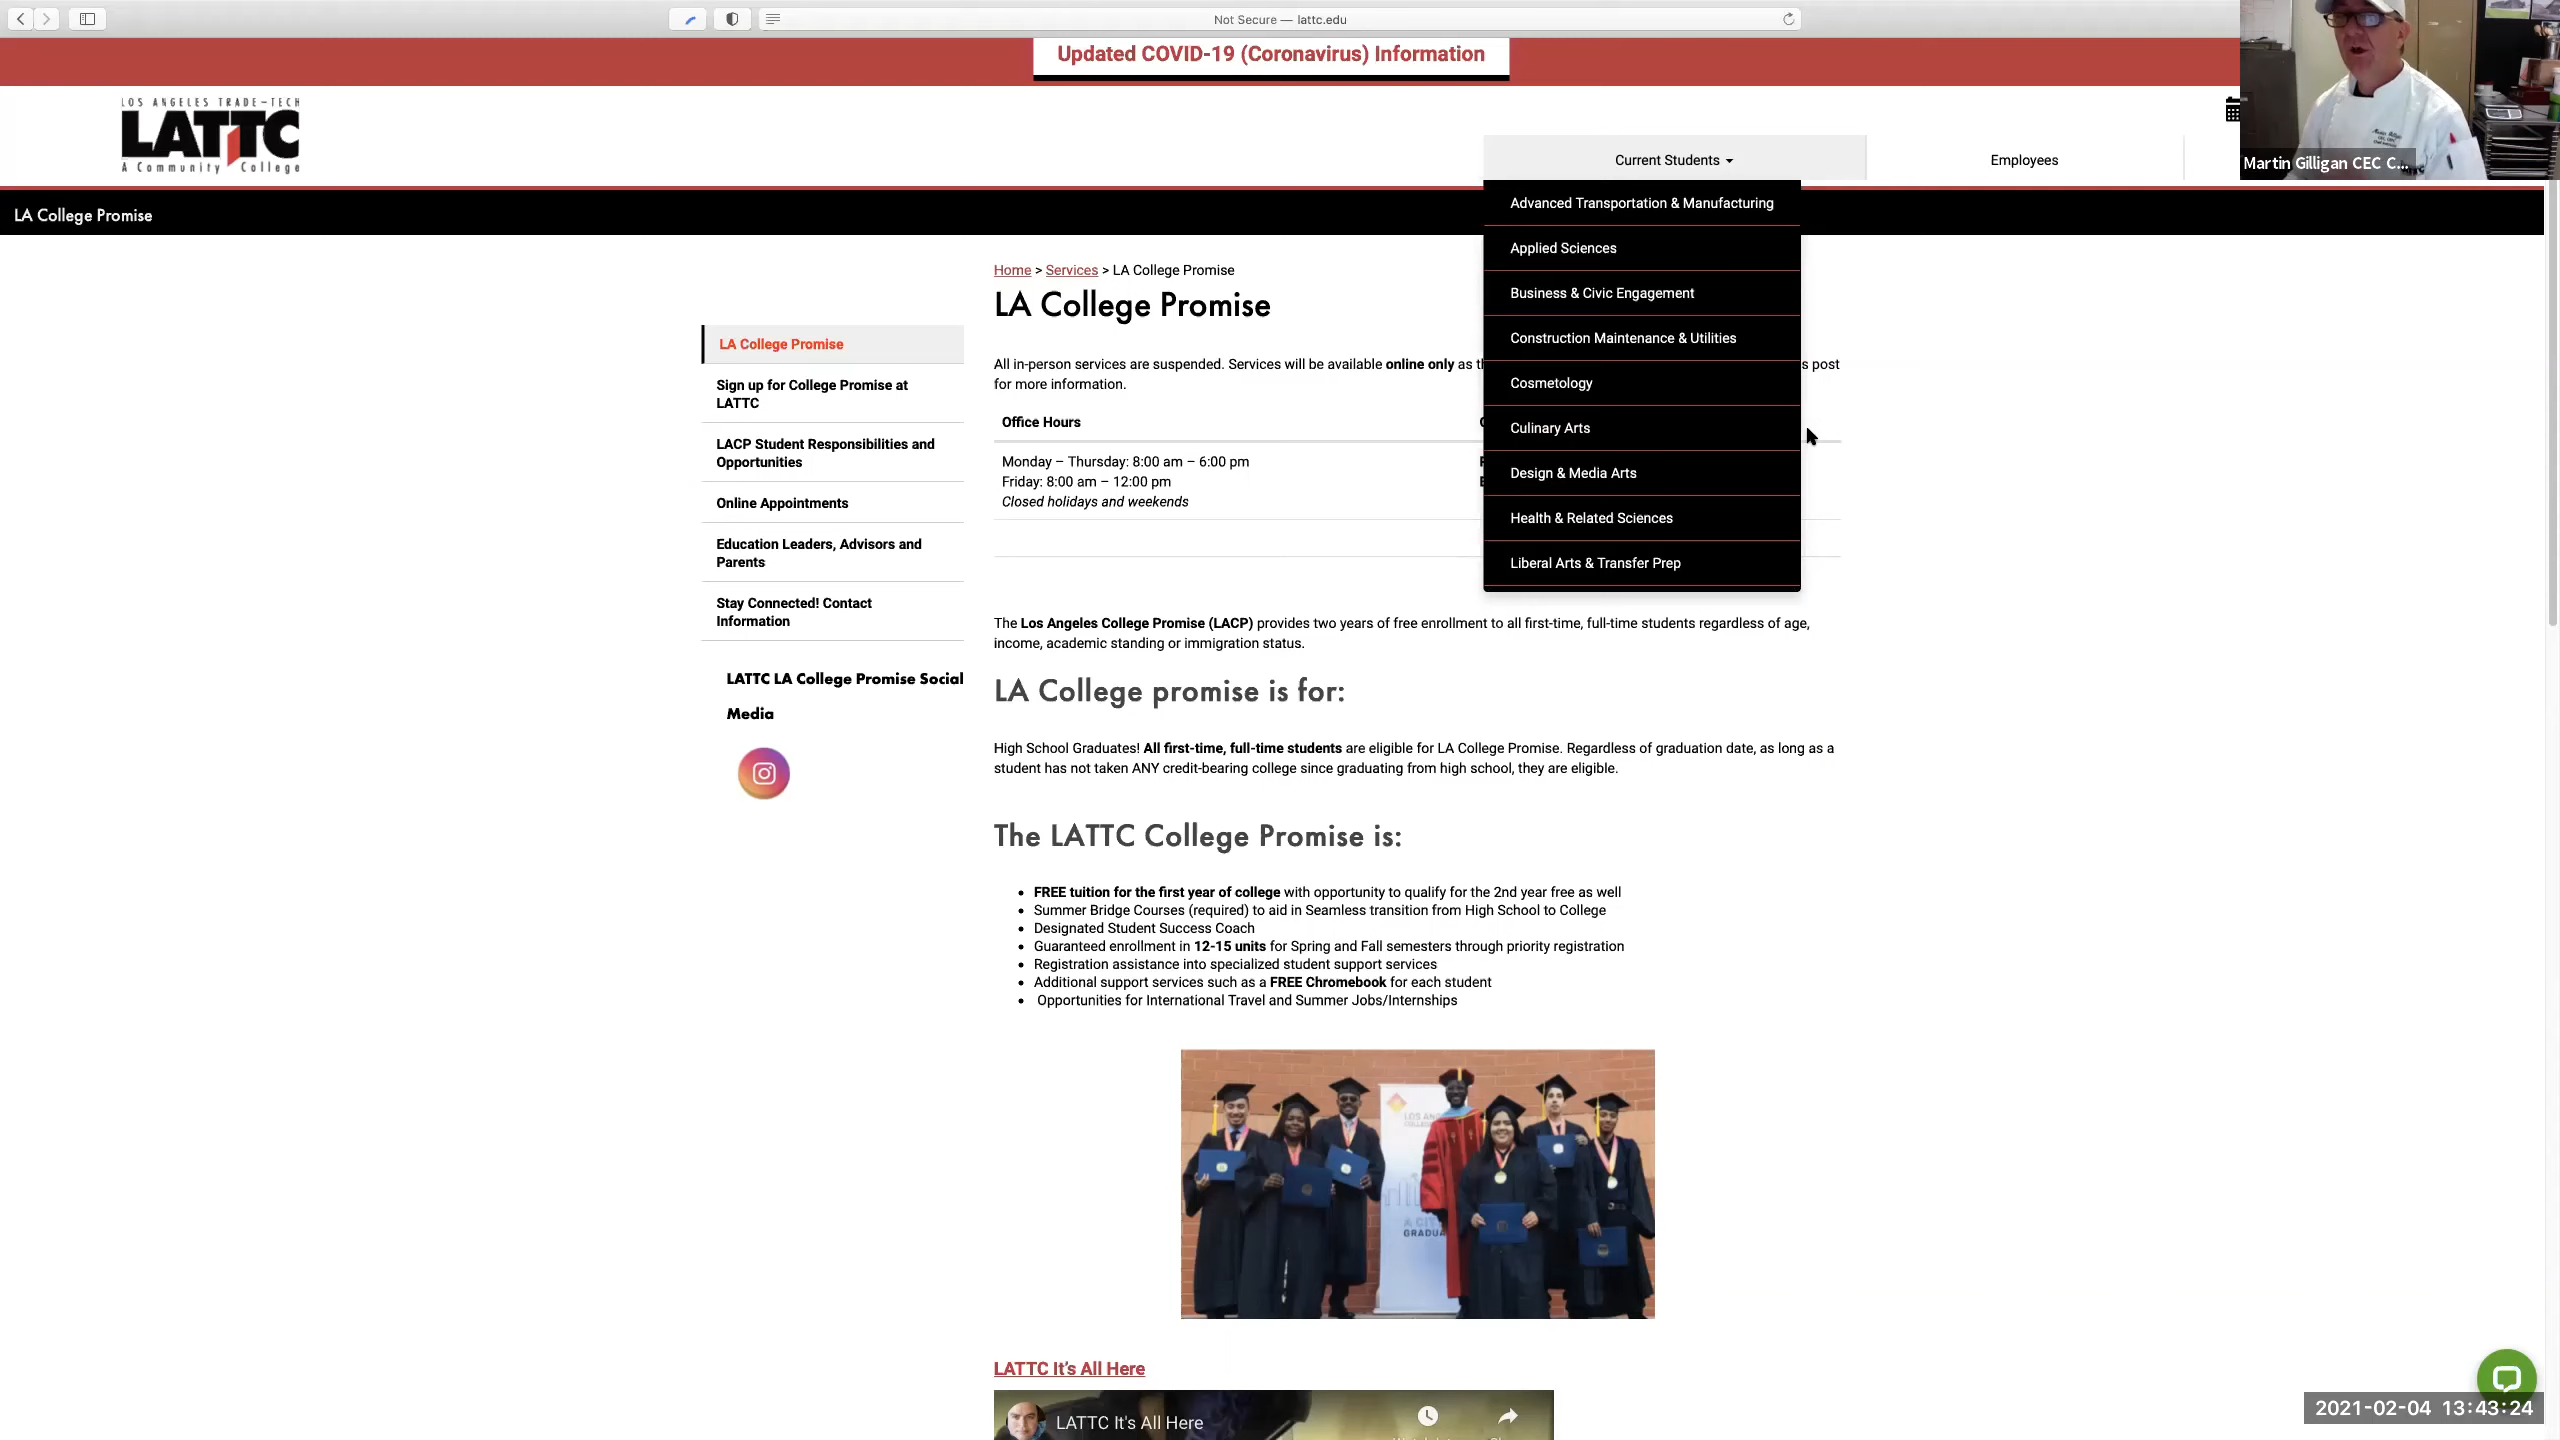 Not Secure — lattc.edu
Updated COVID-19 (Coronavirus) Information
LOS ANGELES TRADE-TECH
LATTC
A Community College
Current Students
Employees
Martin Gilligan CEC C...
LA College Promise
Advanced Transportation & Manufacturing
Applied Sciences
Business & Civic Engagement
Construction Maintenance & Utilities
Cosmetology
Culinary Arts
Design & Media Arts
Health & Related Sciences
Liberal Arts & Transfer Prep
Home > Services > LA College Promise
LA College Promise
LA College Promise
Sign up for College Promise at
LATTC
LACP Student Responsibilities and
Opportunities
Online Appointments
Education Leaders, Advisors and
Parents
Stay Connected! Contact
Information
LATTC LA College Promise Social
Media
All in-person services are suspended. Services will be available online only as post
for more information.
Office Hours
Monday – Thursday: 8:00 am – 6:00 pm
Friday: 8:00 am – 12:00 pm
Closed holidays and weekends
The Los Angeles College Promise (LACP) provides two years of free enrollment to all first-time, full-time students regardless of age,
income, academic standing or immigration status.
LA College promise is for:
High School Graduates! All first-time, full-time students are eligible for LA College Promise. Regardless of graduation date, as long as a
student has not taken ANY credit-bearing college since graduating from high school, they are eligible.
The LATTC College Promise is:
• FREE tuition for the first year of college with opportunity to qualify for the 2nd year free as well
• Summer Bridge Courses (required) to aid in Seamless transition from High School to College
• Designated Student Success Coach
• Guaranteed enrollment in 12-15 units for Spring and Fall semesters through priority registration
• Registration assistance into specialized student support services
• Additional support services such as a FREE Chromebook for each student
• Opportunities for International Travel and Summer Jobs/Internships
GRADUA
LATTC It's All Here
LATTC It's All Here
2021-02-04 13:43:24